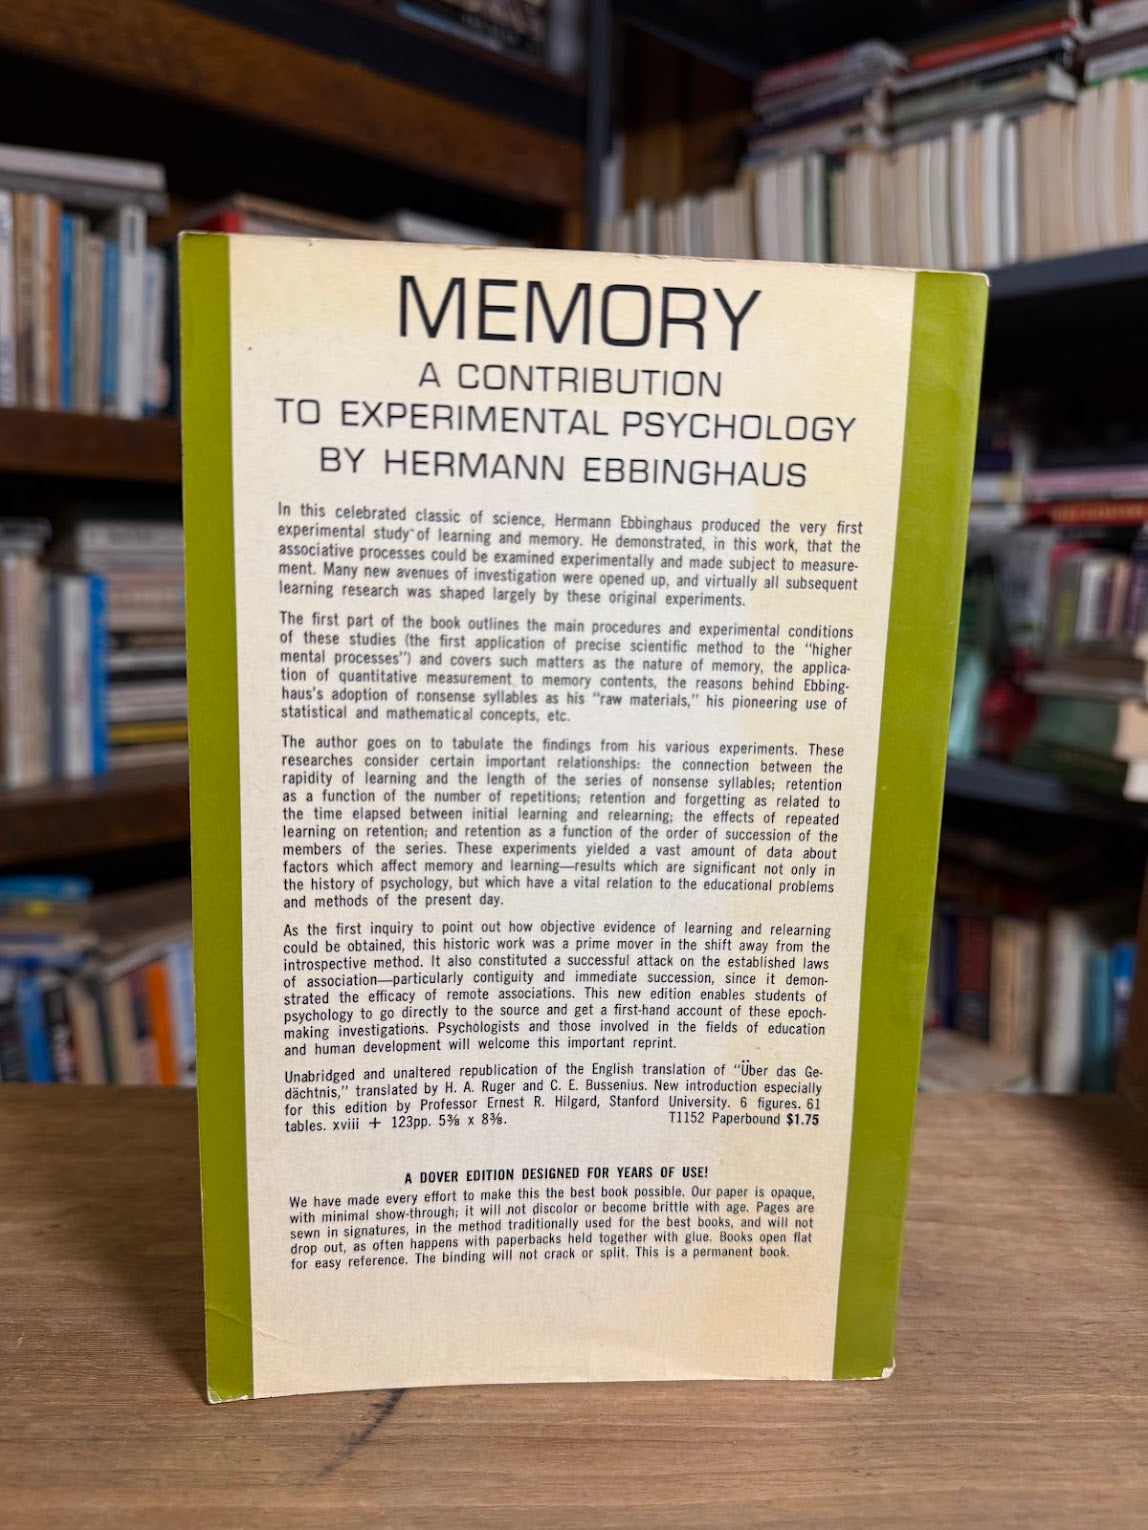 MEMORY
A CONTRIBUTION
TO EXPERIMENTAL PSYCHOLOGY
BY HERMANN EBBINGHAUS
In this celebrated classic of science, Hermann Ebbinghaus produced the very first
experimental study of learning and memory. He demonstrated, in this work, that the
associative processes could be examined experimentally and made subject to measure-
ment. Many new avenues of investigation were opened up, and virtually all subsequent
learning research was shaped largely by these original experiments.
The first part of the book outlines the main procedures and experimental conditions
of these studies (the first application of precise scientific method to the "higher
mental processes") and covers such matters as the nature of memory, the applica-
tion of quantitative measurement to memory contents, the reasons behind Ebbing-
haus's adoption of nonsense syllables as his "raw materials," his pioneering use of
statistical and mathematical concepts, etc.
The author goes on to tabulate the findings from his various experiments. These
researches consider certain important relationships: the connection between the
rapidity of learning and the length of the series of nonsense syllables; retention
as a function of the number of repetitions; retention and forgetting as related to
the time elapsed between initial learning and relearning; the effects of repeated
learning on retention; and retention as a function of the order of succession of the
members of the series. These experiments yielded a vast amount of data about
factors which affect memory and learning—results which are significant not only in
the history of psychology, but which have a vital relation to the educational problems
and methods of the present day.
As the first inquiry to point out how objective evidence of learning and relearning
could be obtained, this historic work was a prime mover in the shift away from the
introspective method. It also constituted a successful attack on the established laws
of association—particularly contiguity and immediate succession, since it demon-
strated the efficacy of remote associations. This new edition enables students of
psychology to go directly to the source and get a first-hand account of these epoch-
making investigations. Psychologists and those involved in the fields of education
and human development will welcome this important reprint.
Unabridged and unaltered republication of the English translation of "Über das Ge-
dächtnis," translated by H. A. Ruger and C. E. Bussenius. New introduction especially
for this edition by Professor Ernest R. Hilgard, Stanford University. 6 figures. 61
tables. xviii + 123pp. 5⅜ x 8⅜. T1152 Paperbound $1.75
A DOVER EDITION DESIGNED FOR YEARS OF USE!
We have made every effort to make this the best book possible. Our paper is opaque,
with minimal show-through; it will not discolor or become brittle with age. Pages are
sewn in signatures, in the method traditionally used for the best books, and will not
drop out, as often happens with paperbacks held together with glue. Books open flat
for easy reference. The binding will not crack or split. This is a permanent book.